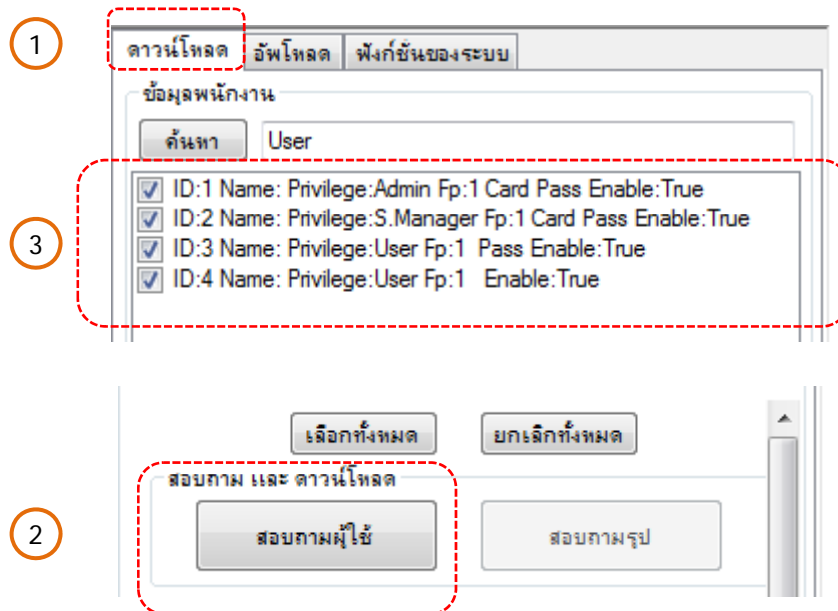 1
ดาวน์โหลด อัพโหลด ฟังก์ชั่นของระบบ
ข้อมุลพนักงาน
ค้นหา User
ID:1 Name: Privilege:Admin Fp:1 Card Pass Enable:True
ID:2 Name: Privilege:S.Manager Fp:1 Card Pass Enable:True
3
ID:3 Name: Privilege:User Fp:1 Pass Enable:True
ID:4 Name: Privilege:User Fp:1 Enable:True
เลือกทั้งหมด ยกเลิกทั้งหมด
สอบถาม และ ดาวน์โหลด
2
สอบถามผุ้ใช้ สอบถามรุป